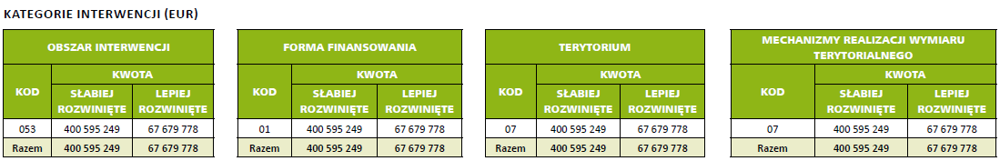 KATEGORIE INTERWENCJI (EUR)
OBSZAR INTERWENCJI
KOD
KWOTA
SŁABIEJ ROZWINIĘTE
LEPIEJ ROZWINIĘTE
053 400 595 249 67 679 778
Razem 400 595 249 67 679 778
FORMA FINANSOWANIA
KOD
KWOTA
SŁABIEJ ROZWINIĘTE
LEPIEJ ROZWINIĘTE
01 400 595 249 67 679 778
Razem 400 595 249 67 679 778
TERYTORIUM
KOD
KWOTA
SŁABIEJ ROZWINIĘTE
LEPIEJ ROZWINIĘTE
07 400 595 249 67 679 778
Razem 400 595 249 67 679 778
MECHANIZMY REALIZACJI WYMIARU
TERYTORIALNEGO
KOD
KWOTA
SŁABIEJ ROZWINIĘTE
LEPIEJ ROZWINIĘTE
07 400 595 249 67 679 778
Razem 400 595 249 67 679 778